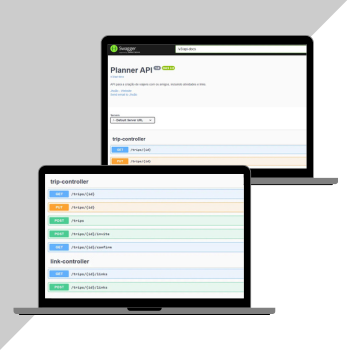 Swagger
Planner API
trip-controller
GET /trips/{id}
PUT /trips/{id}
trip-controller
GET /trips/{id}
PUT /trips/{id}
POST /trips
POST /trips/{id}/invite
GET /trips/{id}/confirm
link-controller
GET /trips/{id}/links
POST /trips/{id}/links